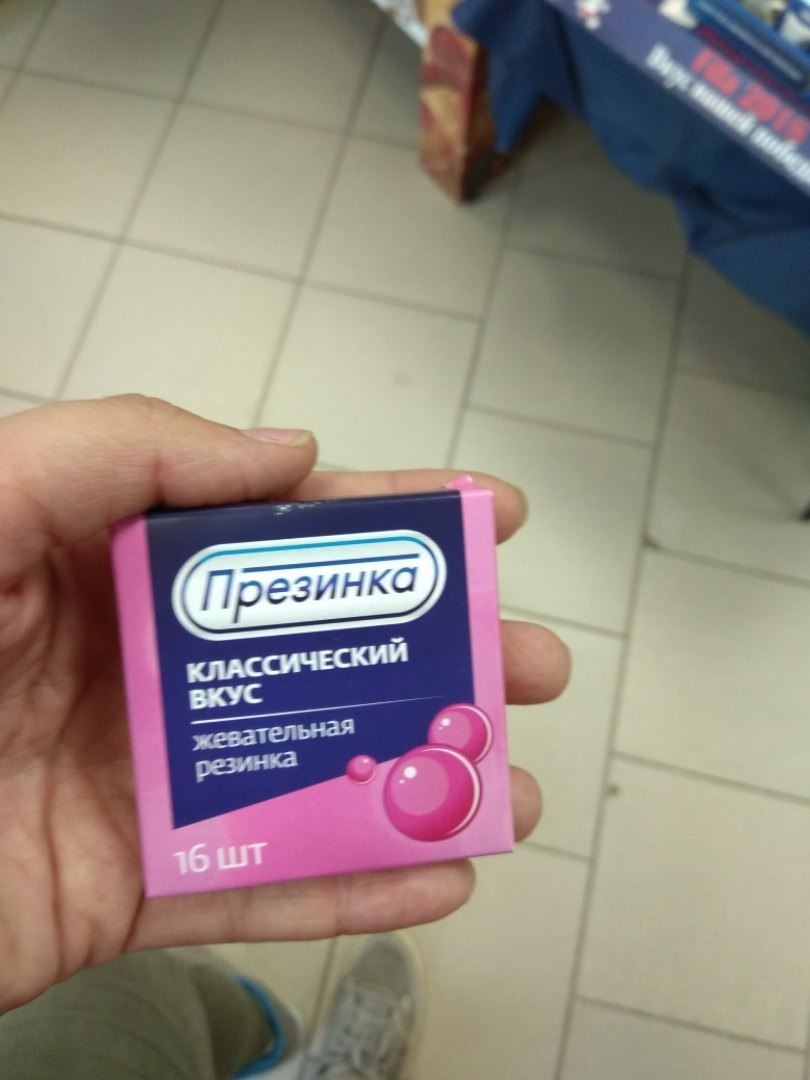 Презинка
КЛАССИЧЕСКИЙ
ВКУС
жевательная
резинка
16 шт